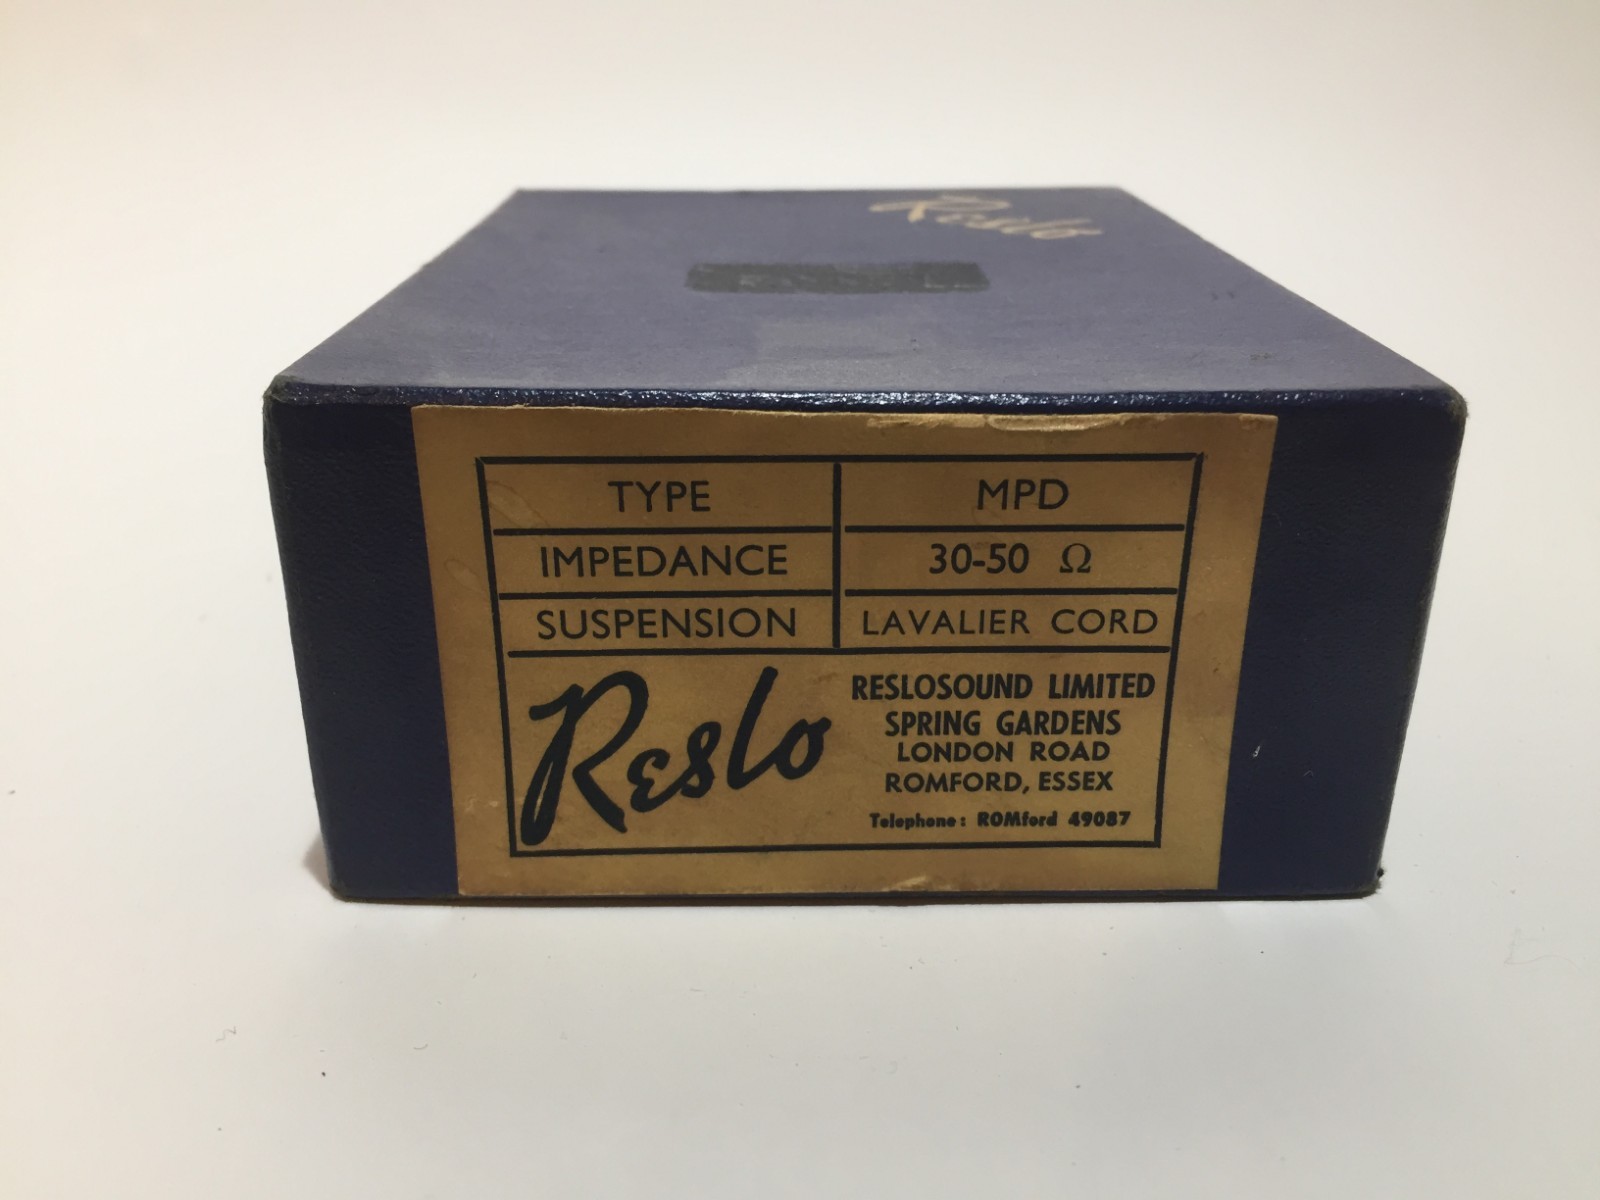 Reslo
TYPE MPD
IMPEDANCE 30-50 Ω
SUSPENSION LAVALIER CORD
Reslo
RESLOSOUND LIMITED
SPRING GARDENS
LONDON ROAD
ROMFORD, ESSEX
Telephone: ROMford 49087